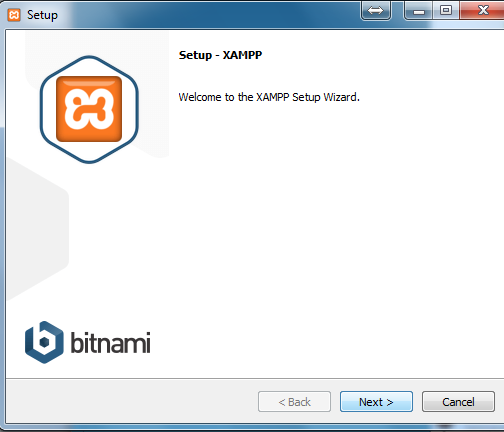 Setup
Setup - XAMPP
Welcome to the XAMPP Setup Wizard.
bitnami
< Back
Next >
Cancel